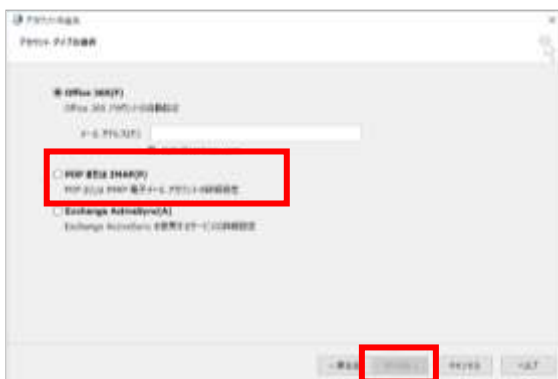 アカウントの追加
アカウント タイプの選択
Office 365(F)
Office 365 アカウントの自動設定
メール アドレス(E):
POP または IMAP(P)
POP または IMAP 電子メール アカウントの詳細設定
Exchange ActiveSync(A)
Exchange ActiveSync を使用するサービスの詳細設定
キャンセル
ヘルプ